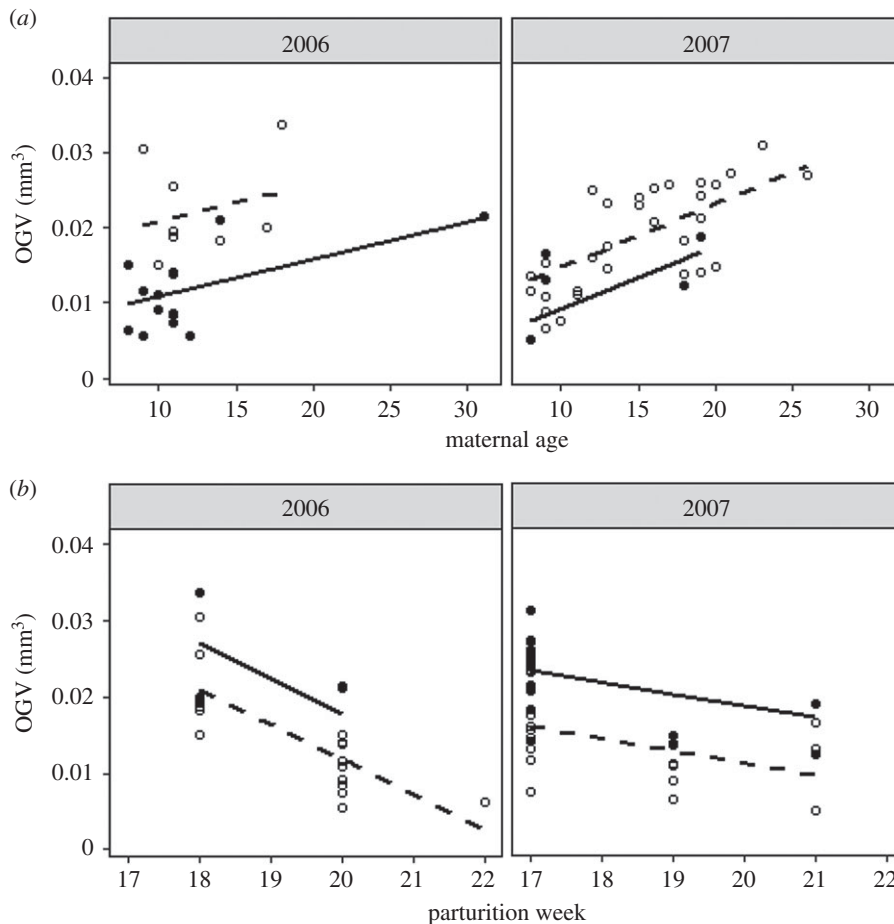 (a)
2006 2007
0.04
0.03
0.02
0.01
0
OGV (mm³)
10 15 20 25 30 10 15 20 25 30
maternal age
(b)
2006 2007
0.04
0.03
0.02
0.01
0
OGV (mm³)
17 18 19 20 21 22 17 18 19 20 21 22
parturition week